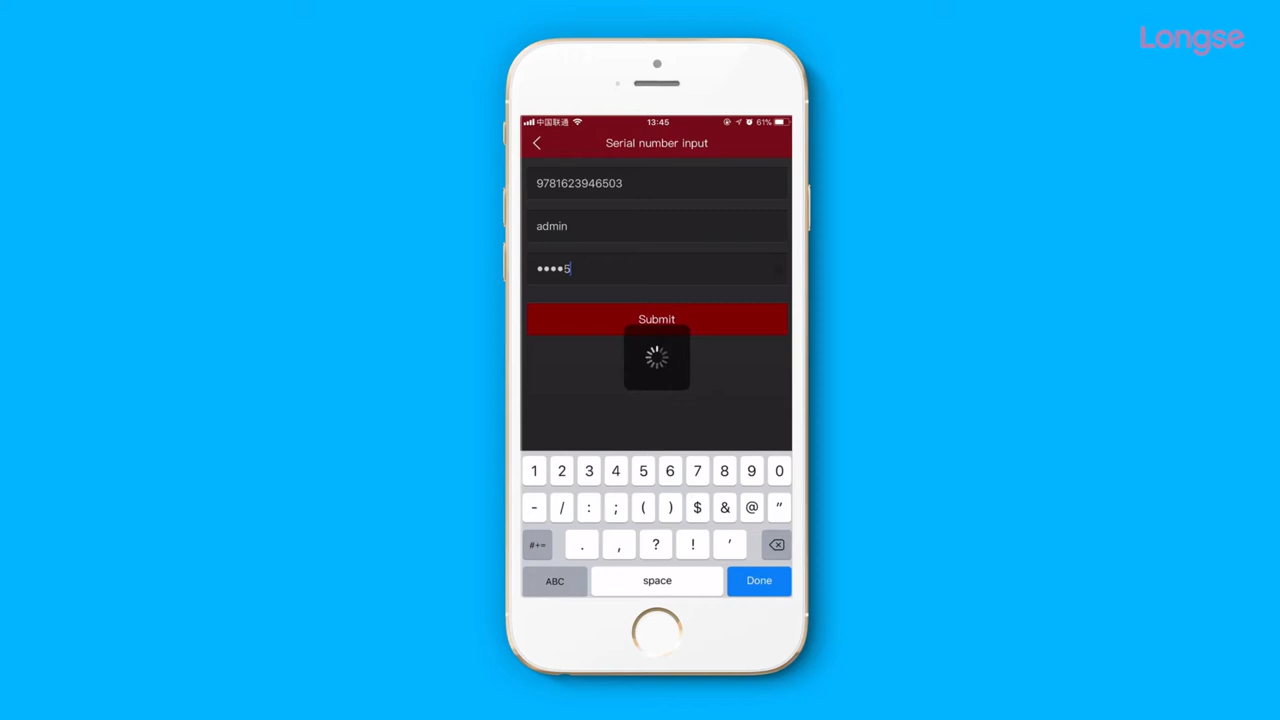 Longse
中国联通 13:45 61%
Serial number input
9781623946503
admin
••••5
Submit
1 2 3 4 5 6 7 8 9 0
- / : ; ( ) $ & @ "
#+= . , ? ! '
ABC space Done